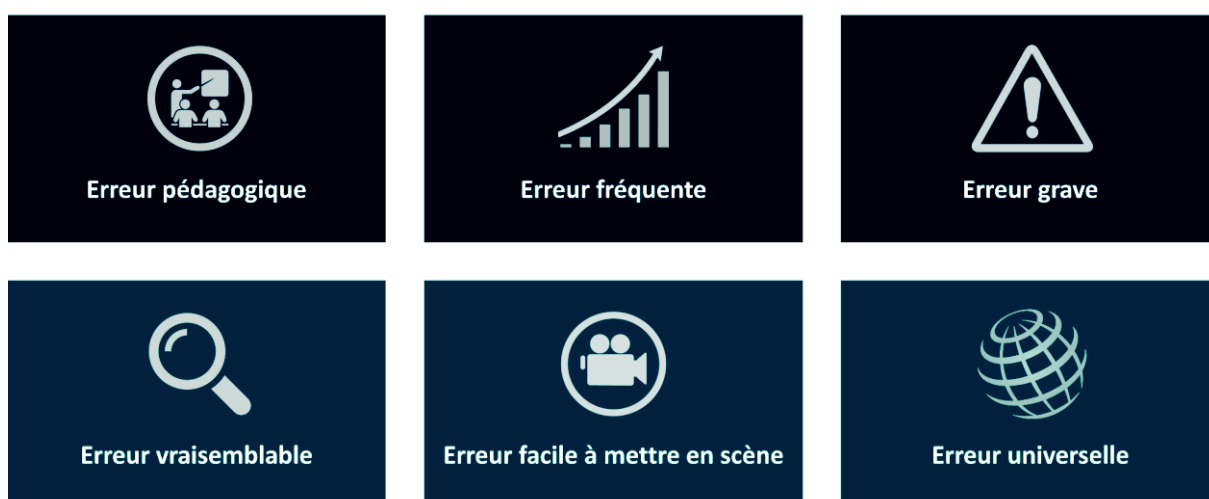 Erreur pédagogique
Erreur fréquente
Erreur grave
Erreur vraisemblable
Erreur facile à mettre en scène
Erreur universelle